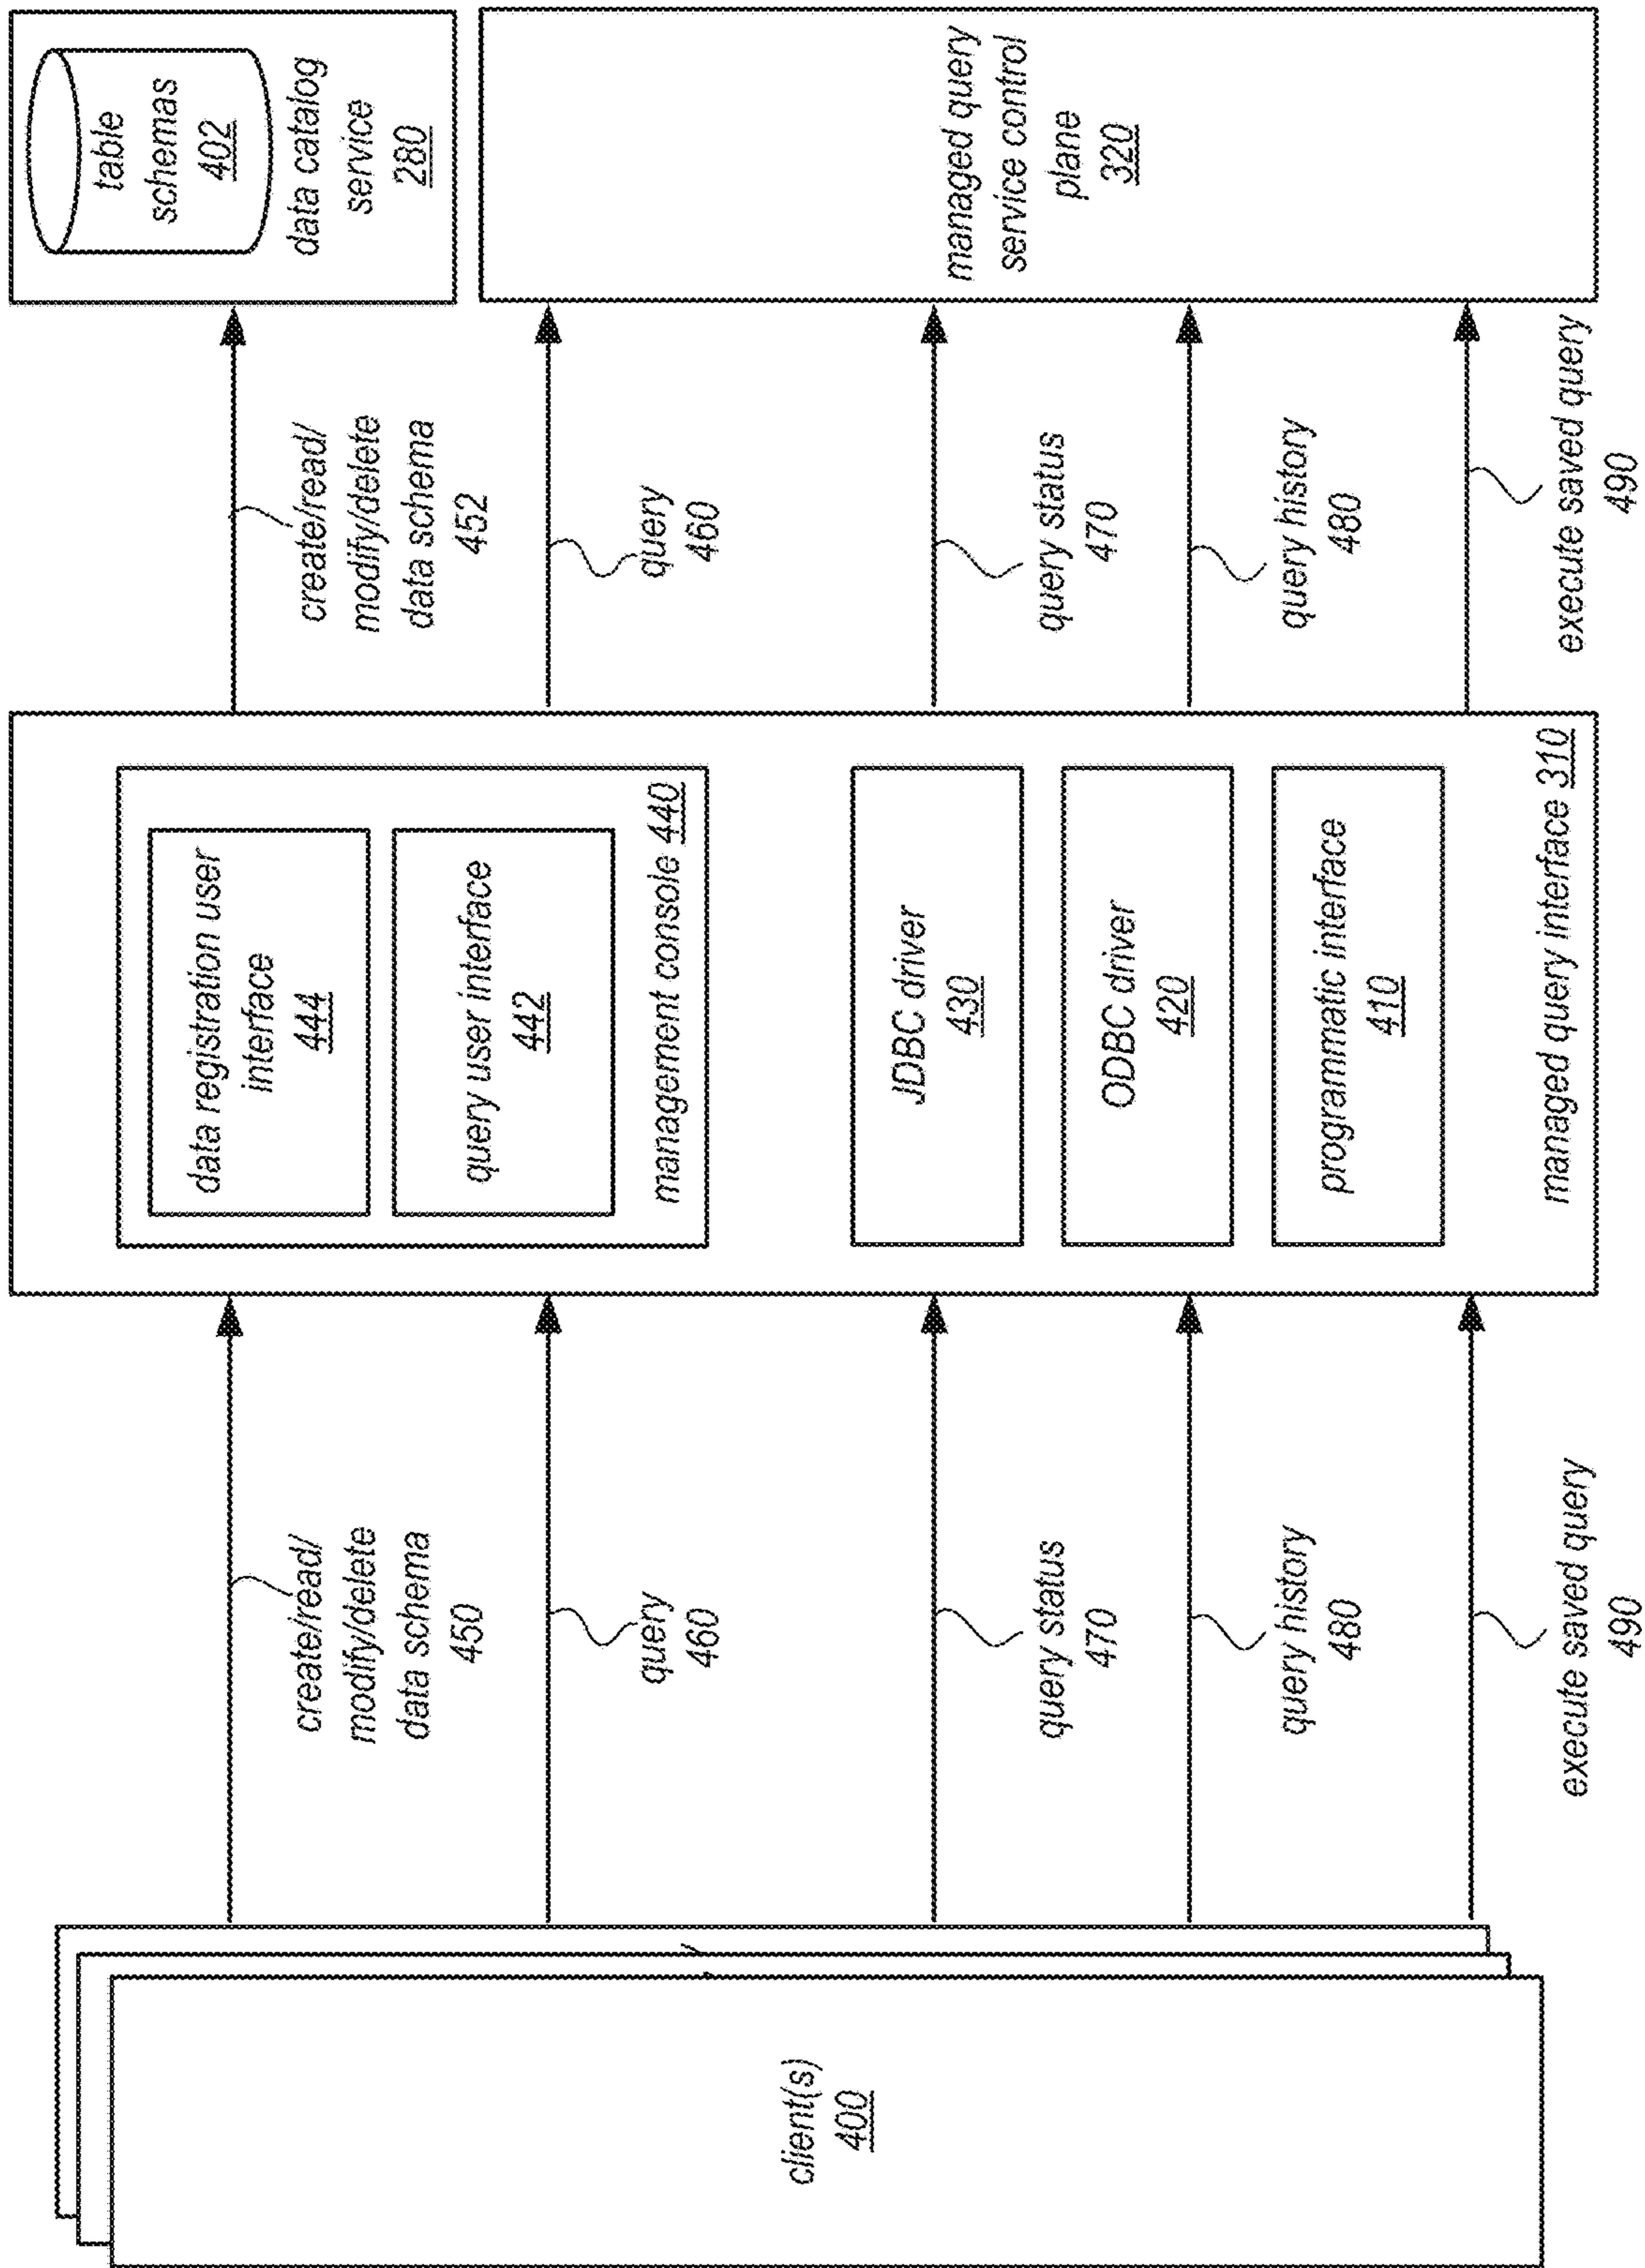 client(s)
400
create/read/
modify/delete
data schema
450
query
460
query status
470
query history
480
execute saved query
490
data registration user
interface
444
query user interface
442
management console 440
JDBC driver
430
ODBC driver
420
programmatic interface
410
managed query interface 310
create/read/
modify/delete
data schema
452
query
460
query status
470
query history
480
execute saved query
490
table
schemas
402
data catalog
service
280
managed query
service control
plane
320